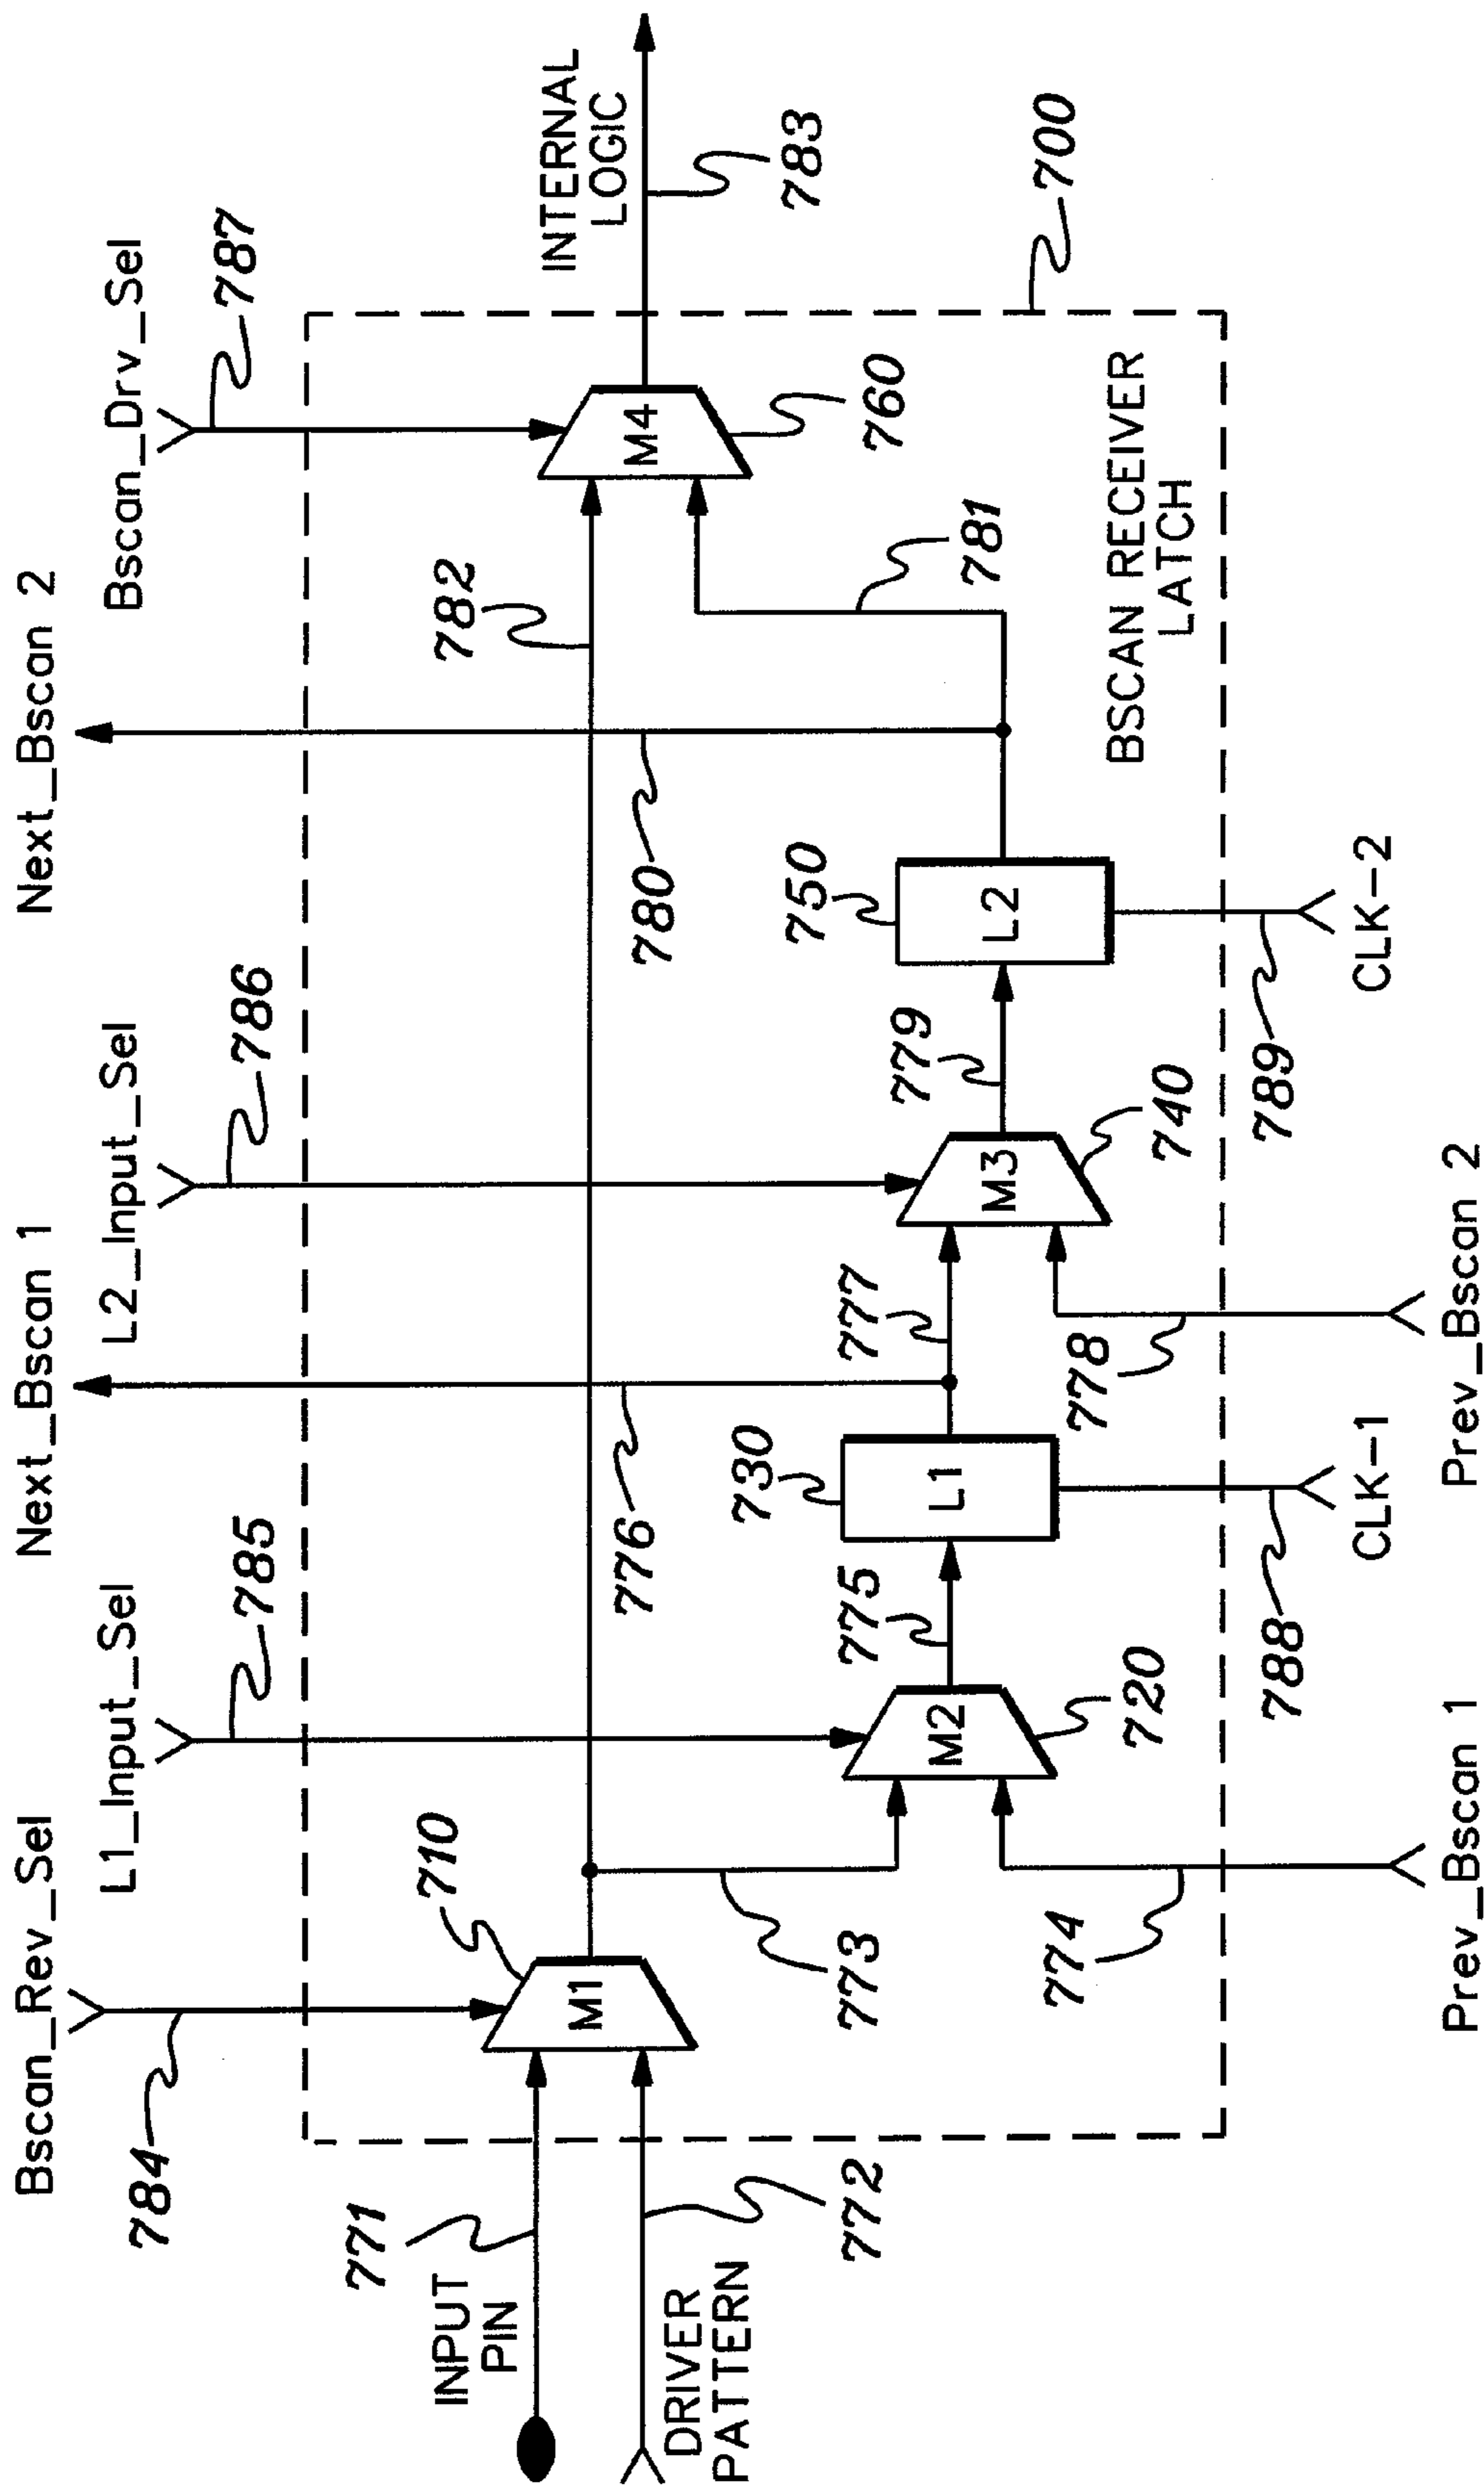 Bscan_Rev_Sel
784
L1_Input_Sel
785
Next_Bscan 1
L2_Input_Sel
786
Next_Bscan 2
Bscan_Drv_Sel
787
INPUT
PIN
771
DRIVER
PATTERN
772
710
M1
773
774
M2
720
775
776
730
L1
777
778
M3
740
779
780
750
L2
782
781
M4
760
INTERNAL
LOGIC
783
700
BSCAN RECEIVER
LATCH
Prev_Bscan 1
788
CLK-1
Prev_Bscan 2
789
CLK-2